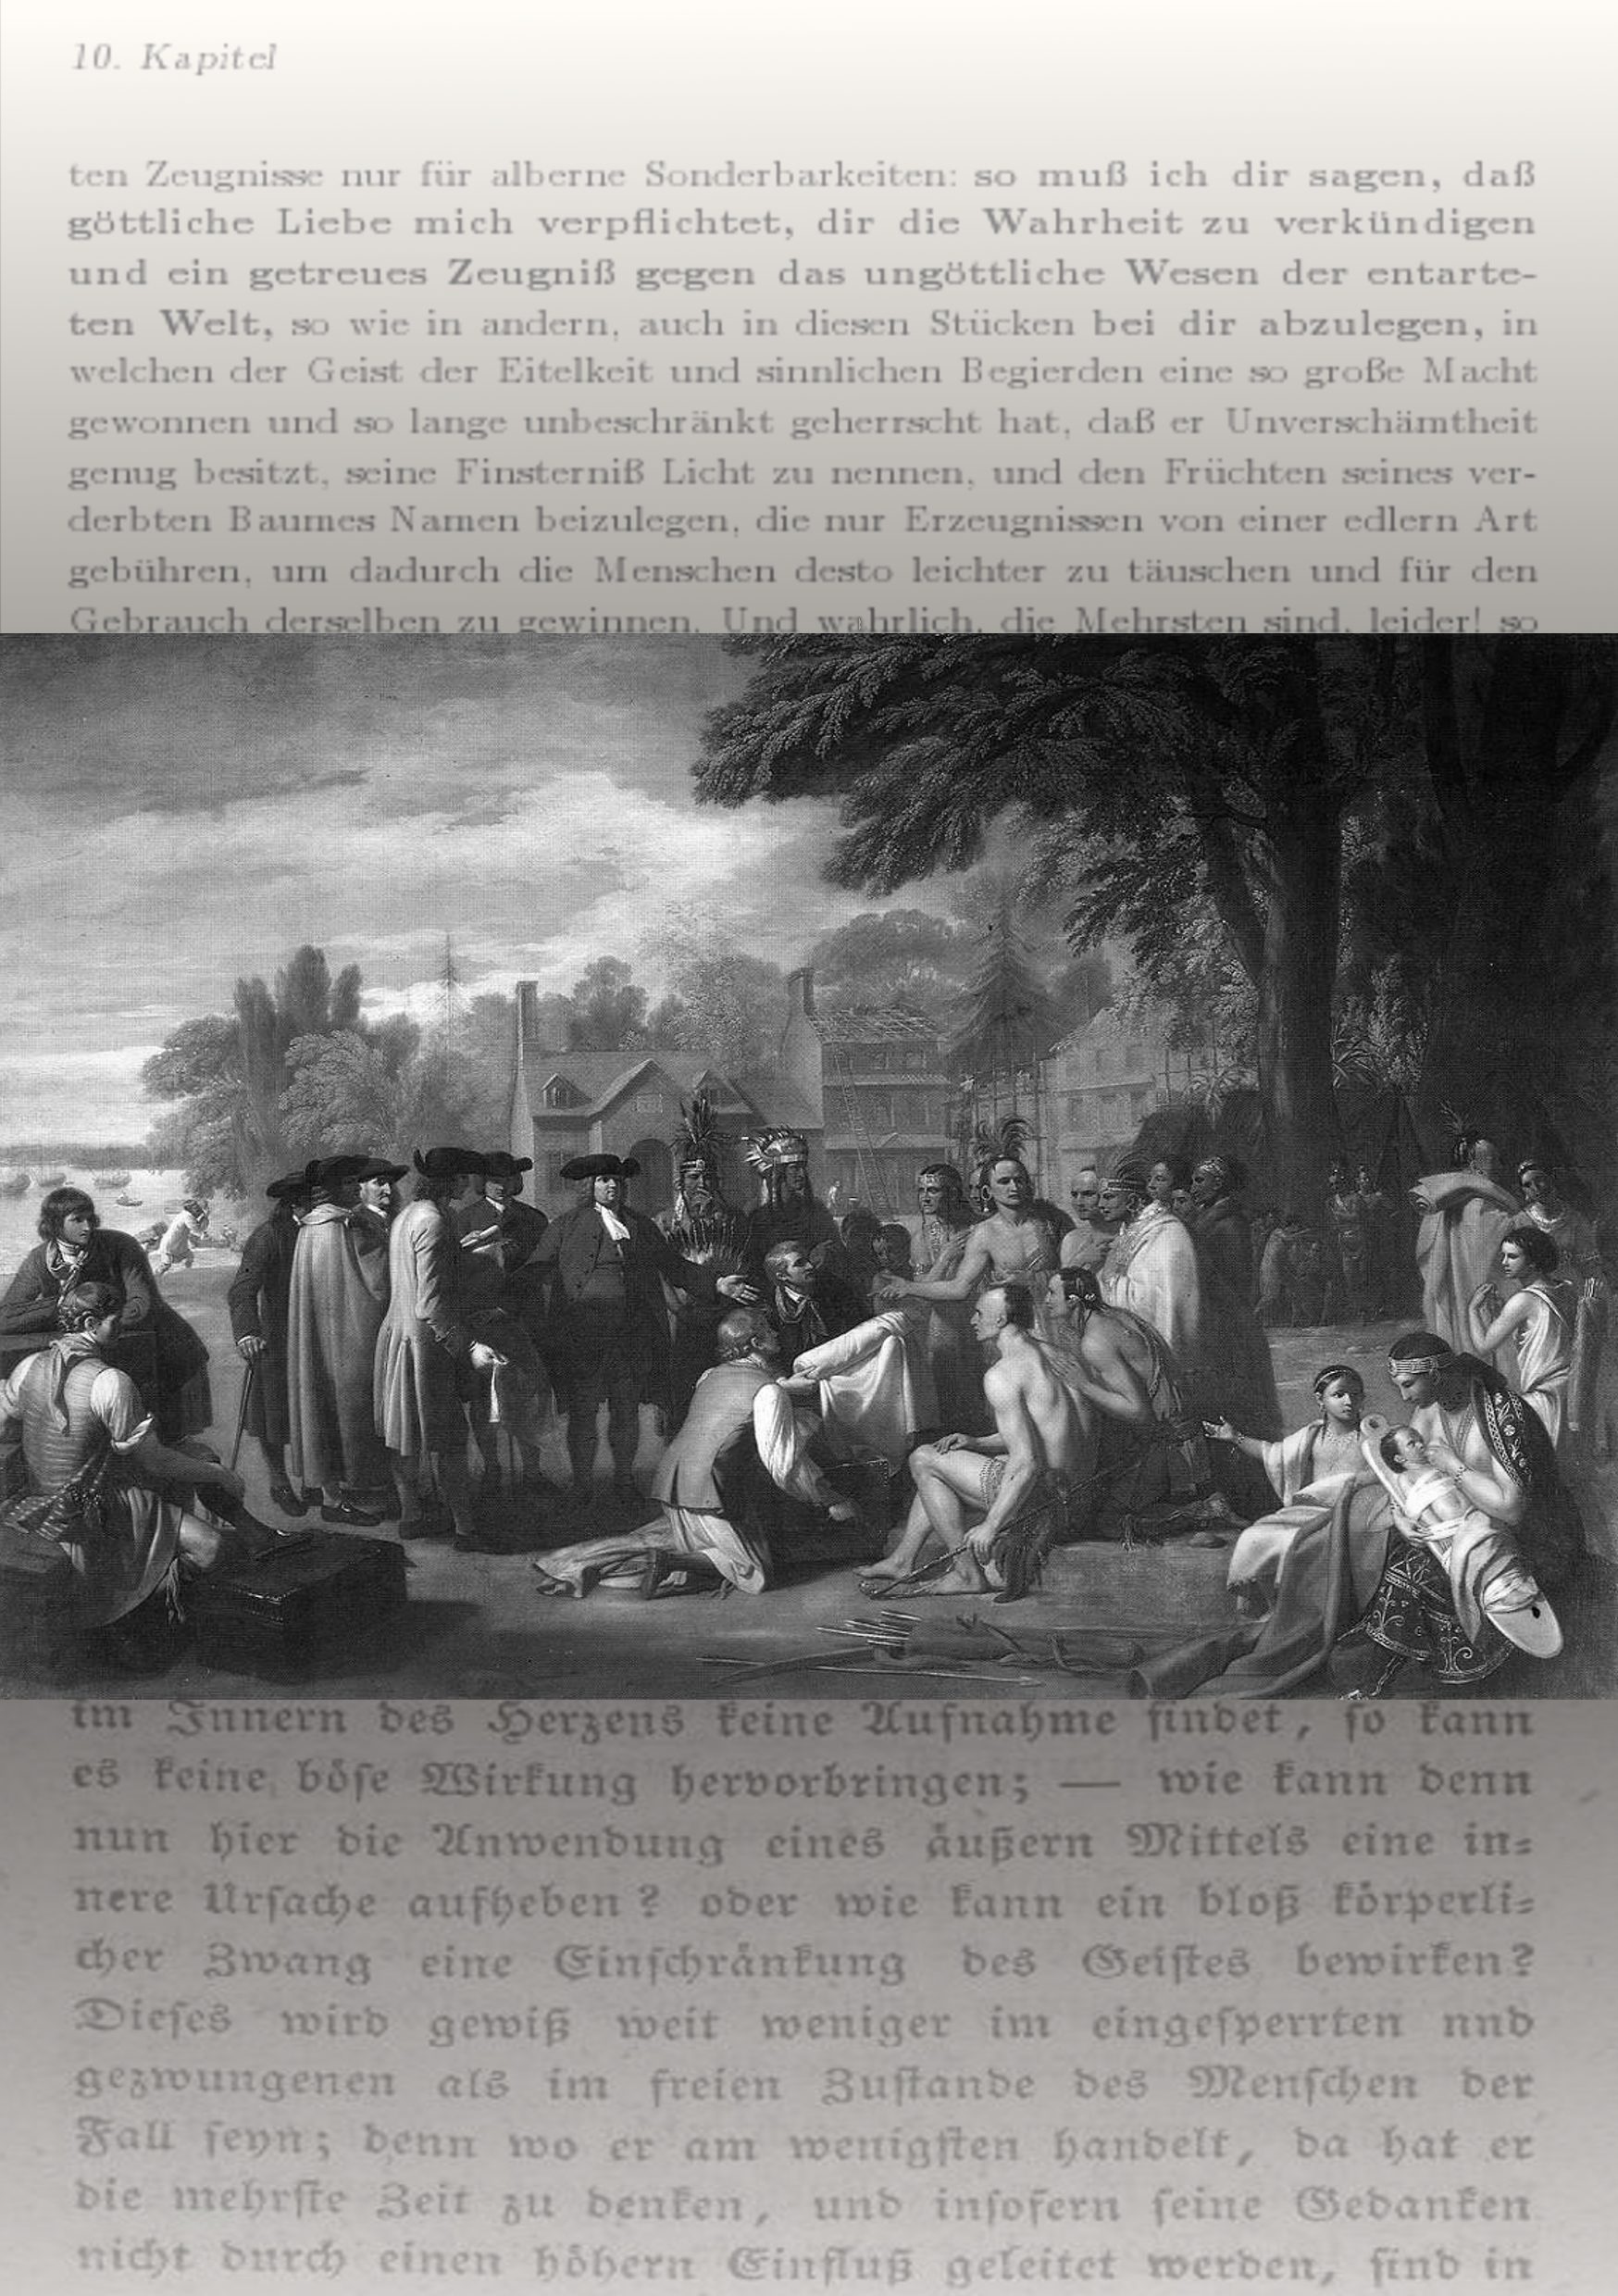 10. Kapitel
ten Zeugnisse nur für alberne Sonderbarkeiten: so muß ich dir sagen, daß
göttliche Liebe mich verpflichtet, dir die Wahrheit zu verkündigen
und ein getreues Zeugniß gegen das ungöttliche Wesen der entarte-
ten Welt, so wie in andern, auch in diesen Stücken bei dir abzulegen, in
welchen der Geist der Eitelkeit und sinnlichen Begierden eine so große Macht
gewonnen und so lange unbeschränkt geherrscht hat, daß er Unverschämtheit
genug besitzt, seine Finsterniß Licht zu nennen, und den Früchten seines ver-
derbten Baumes Namen beizulegen, die nur Erzeugnissen von einer edlern Art
gebühren, um dadurch die Menschen desto leichter zu täuschen und für den
Gebrauch derselben zu gewinnen. Und wahrlich, die Mehrsten sind, leider! so
im Innern des Herzens keine Aufnahme findet, ſo kann
es keine böſe Wirkung hervorbringen; — wie kann denn
nun hier die Anwendung eines äußern Mittels eine in-
nere Urſache aufheben? oder wie kann ein bloß körperli-
cher Zwang eine Einſchränkung des Geiſtes bewirken?
Dieſes wird gewiß weit weniger im eingeſperrten nnd
gezwungenen als im freien Zuſtande des Menſchen der
Fall ſeyn; denn wo er am wenigſten handelt, da hat er
die mehrſte Zeit zu denken, und inſofern ſeine Gedanken
nicht durch einen höhern Einfluß geleitet werden, ſind in